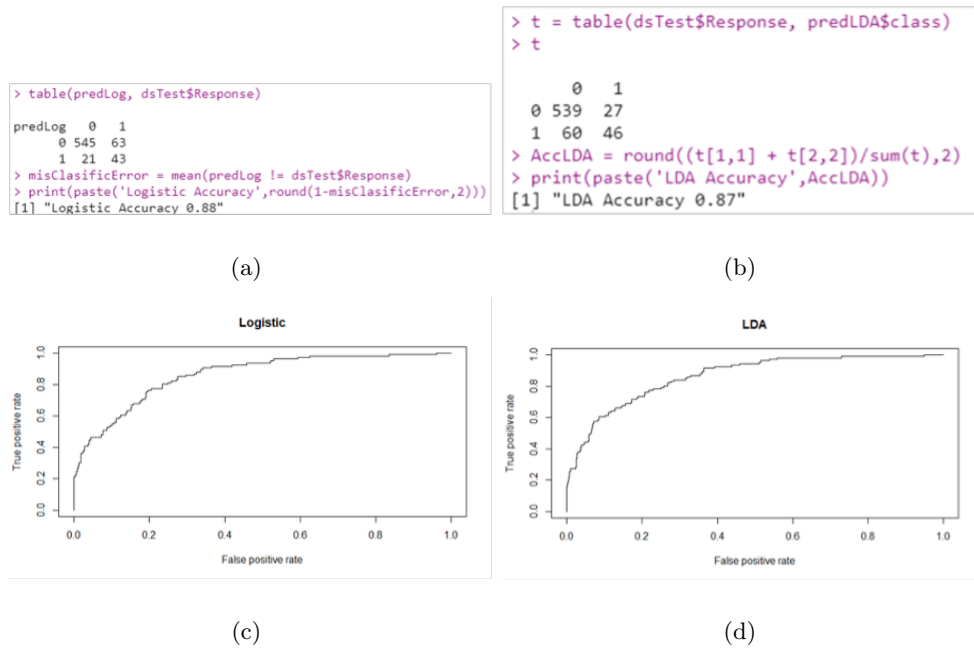 > table(predLog, dsTest$Response)
predLog 0 1
0 545 63
1 21 43
> misClasificError = mean(predLog != dsTest$Response)
> print(paste('Logistic Accuracy',round(1-misClasificError,2)))
[1] "Logistic Accuracy 0.88"
(a)
> t = table(dsTest$Response, predLDA$class)
> t
0 1
0 539 27
1 60 46
> AccLDA = round((t[1,1] + t[2,2])/sum(t),2)
> print(paste('LDA Accuracy',AccLDA))
[1] "LDA Accuracy 0.87"
(b)
Logistic
True positive rate
1.0
0.8
0.6
0.4
0.2
0.0
0.0 0.2 0.4 0.6 0.8 1.0
False positive rate
(c)
LDA
True positive rate
1.0
0.8
0.6
0.4
0.2
0.0
0.0 0.2 0.4 0.6 0.8 1.0
False positive rate
(d)